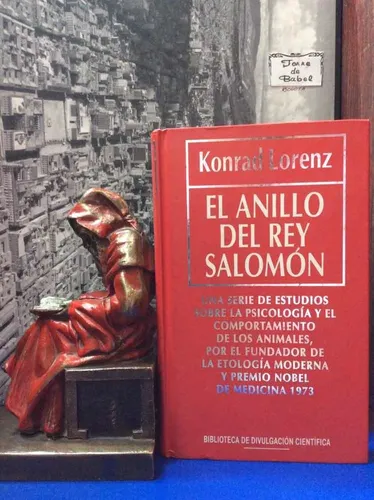 Torre
de
Babel
Konrad Lorenz
EL ANILLO
DEL REY
SALOMÓN
UNA SERIE DE ESTUDIOS
SOBRE LA PSICOLOGÍA Y EL
COMPORTAMIENTO
DE LOS ANIMALES,
POR EL FUNDADOR DE
LA ETOLOGÍA MODERNA
Y PREMIO NOBEL
DE MEDICINA 1973
BIBLIOTECA DE DIVULGACIÓN CIENTÍFICA